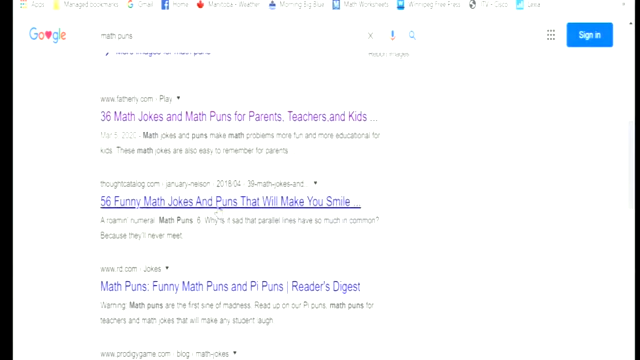 Apps Managed bookmarks Gmail Home Manitoba - Weather Morning Big Blue Math Worksheets Winnipeg Free Press
Google math puns Sign in
More images for math puns
www.fatherly.com › Play ▼
36 Math Jokes and Math Puns for Parents, Teachers,and Kids ...
Mar 5, 2020 - Math jokes and puns make math problems more fun and more educational for
kids. These math jokes are also easy to remember for parents
thoughtcatalog.com › january-nelson › 2018/04 › 39-math-jokes-and... ▼
56 Funny Math Jokes And Puns That Will Make You Smile ...
A roamin' numeral. Math Puns. 6. Why is it sad that parallel lines have so much in common?
Because they'll never meet.
www.rd.com › Jokes ▼
Math Puns: Funny Math Puns and Pi Puns | Reader's Digest
Warning: Math puns are the first sine of madness. Read up on our Pi puns, math puns for
teachers and math jokes that will make any student laugh
www.prodigygame.com › blog › math-jokes ▼